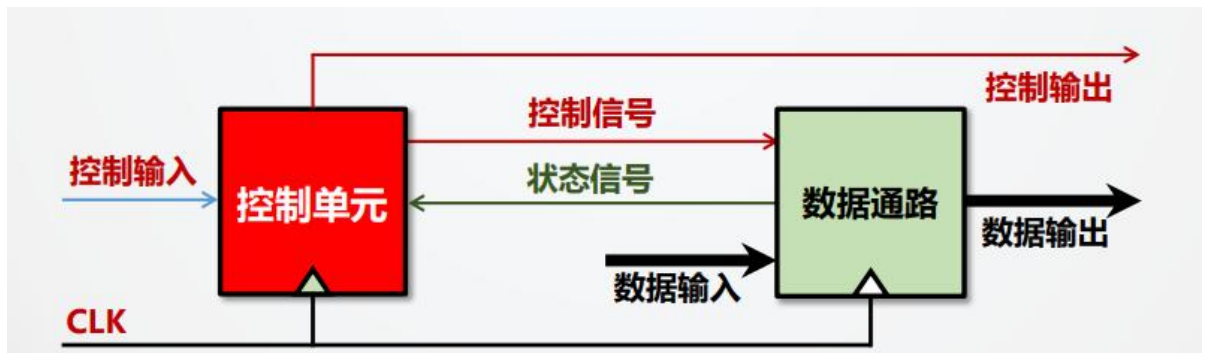 控制输出
控制信号
控制输入
状态信号
控制单元
数据通路
数据输出
数据输入
CLK